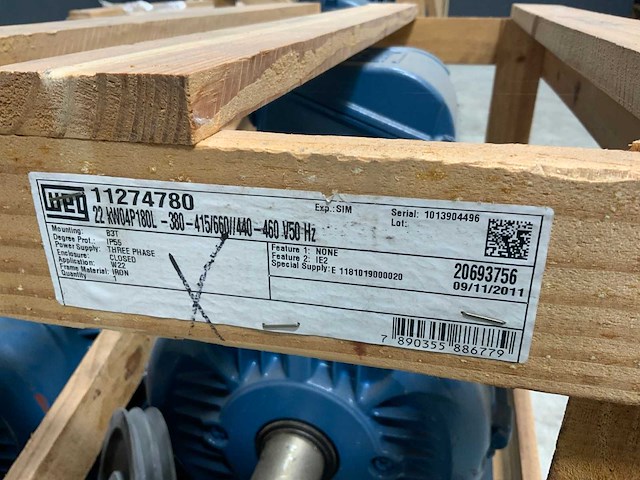 WEG
11274780
Exp.:SIM
Serial: 1013904496
Lot:
22 kW04P180L -380-415/660//440-460 V50 Hz
Mounting: B3T
Degree Prot.: IP55
Power Supply: THREE PHASE
Enclosure: CLOSED
Application: W22
Frame Material: IRON
Quantity 1
Feature 1: NONE
Feature 2: IE2
Special Supply: E 1181019000020
20693756
09/11/2011
7 890355 886779